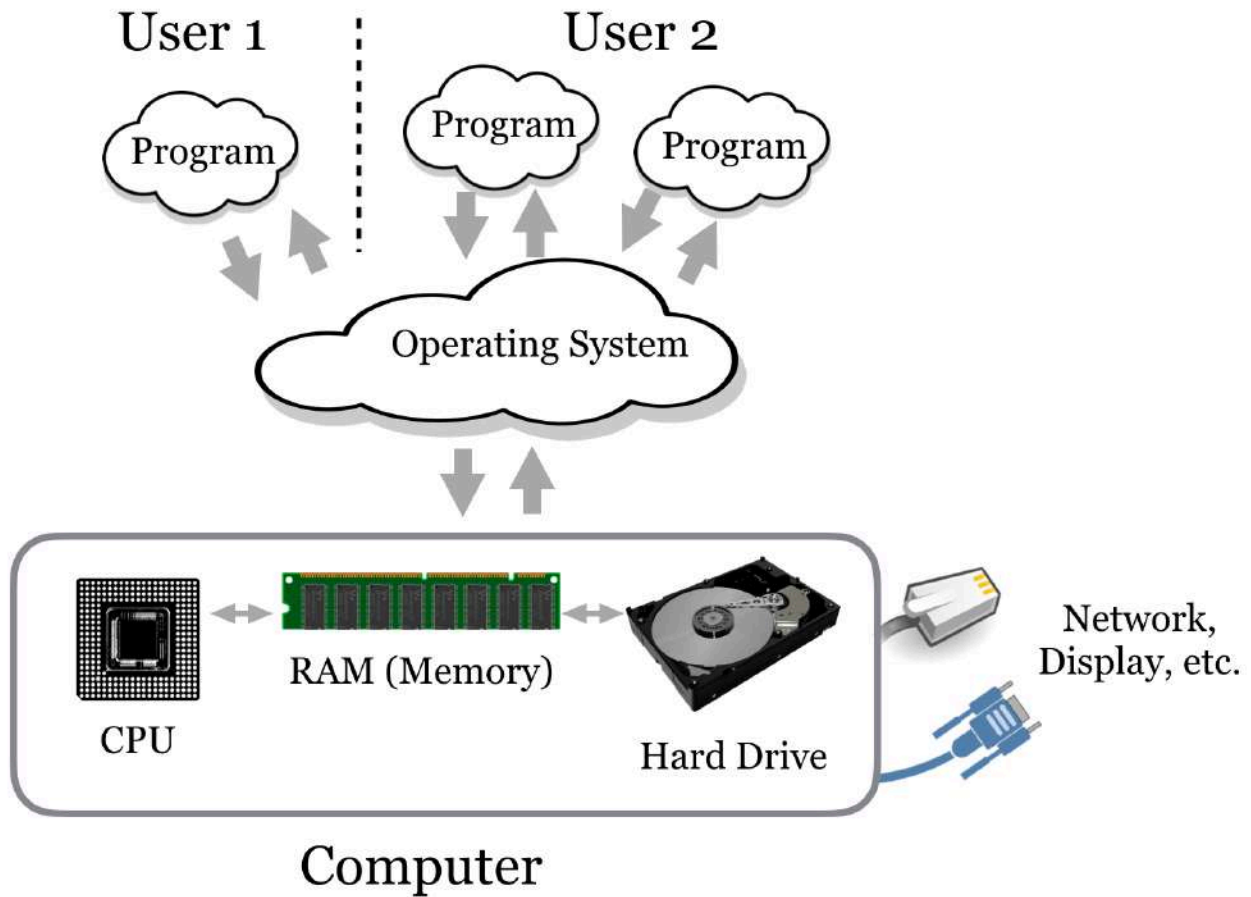 User 1
User 2
Program
Program
Program
Operating System
RAM (Memory)
CPU
Hard Drive
Network,
Display, etc.
Computer